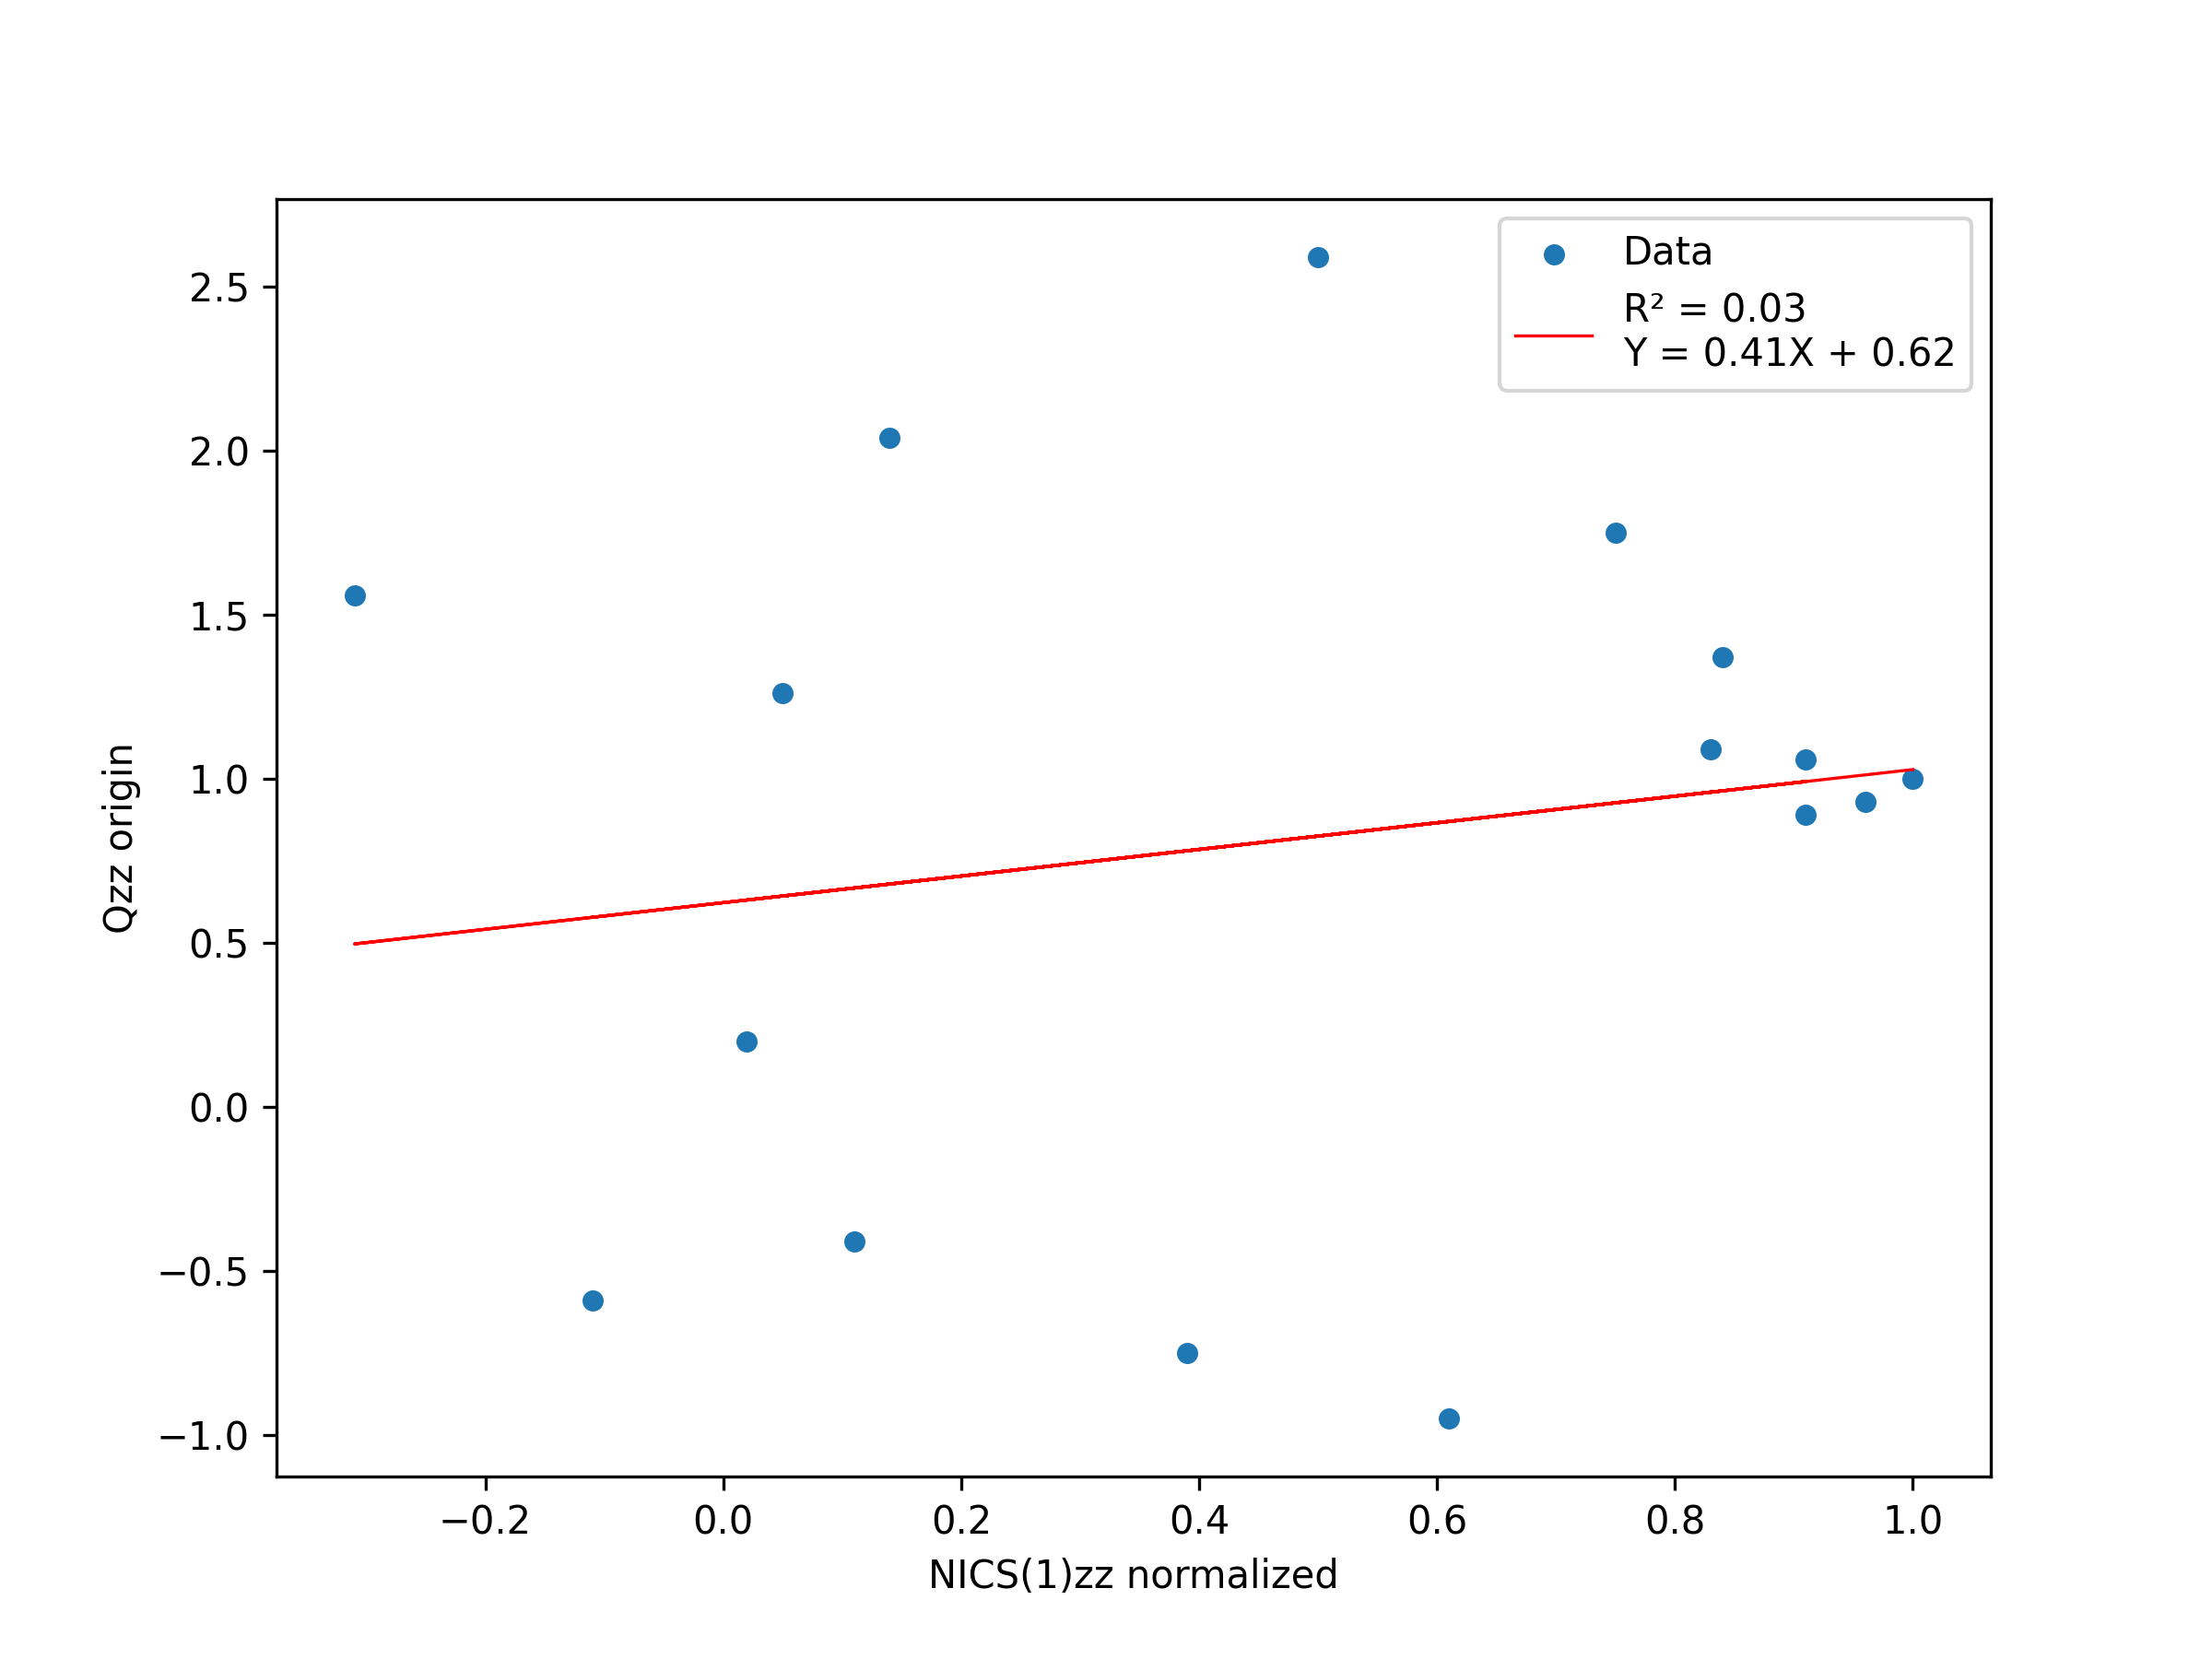 Data
R² = 0.03
Y = 0.41X + 0.62
2.5
2.0
1.5
1.0
0.5
0.0
−0.5
−1.0
Qzz origin
−0.2 0.0 0.2 0.4 0.6 0.8 1.0
NICS(1)zz normalized